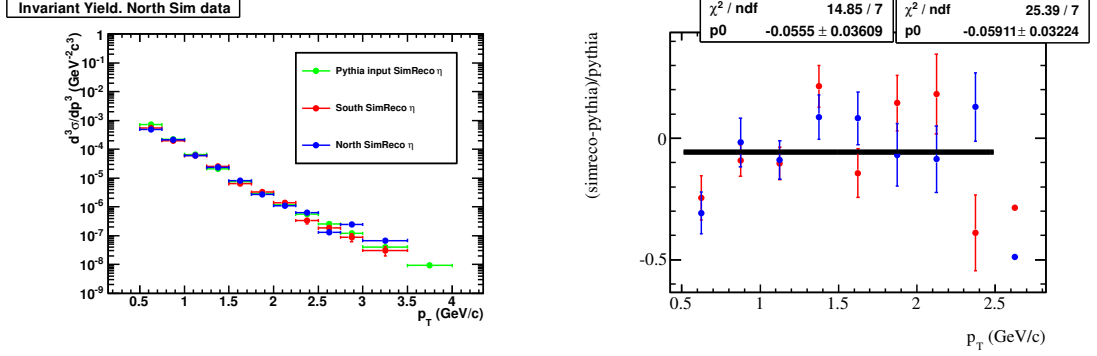 Invariant Yield. North Sim data
d³σ/dp³ (GeV⁻²c³)
1
10⁻¹
10⁻²
10⁻³
10⁻⁴
10⁻⁵
10⁻⁶
10⁻⁷
10⁻⁸
10⁻⁹
Pythia input SimReco η
South SimReco η
North SimReco η
0.5 1 1.5 2 2.5 3 3.5 4
p_T (GeV/c)
χ² / ndf 14.85 / 7
p0 -0.0555 ± 0.03609
χ² / ndf 25.39 / 7
p0 -0.05911 ± 0.03224
(simreco-pythia)/pythia
0
-0.5
0.5 1 1.5 2 2.5
p_T (GeV/c)